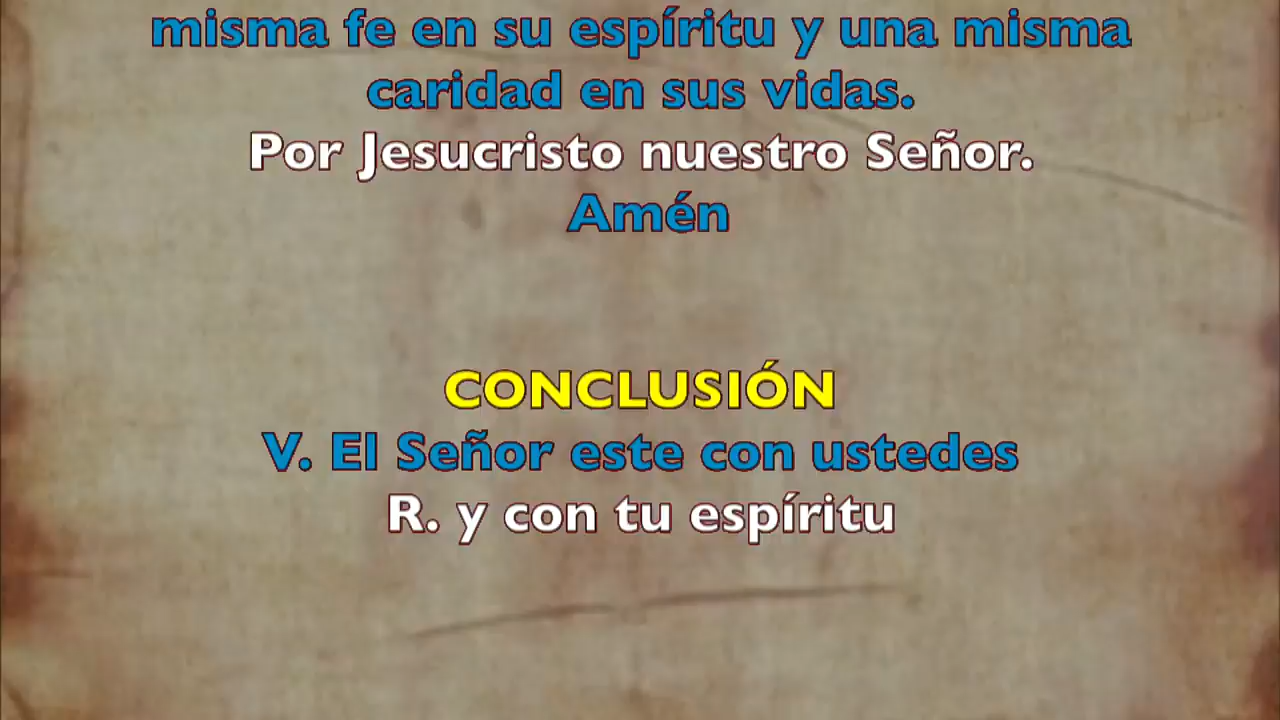 misma fe en su espíritu y una misma
caridad en sus vidas.
Por Jesucristo nuestro Señor.
Amén
CONCLUSIÓN
V. El Señor este con ustedes
R. y con tu espíritu